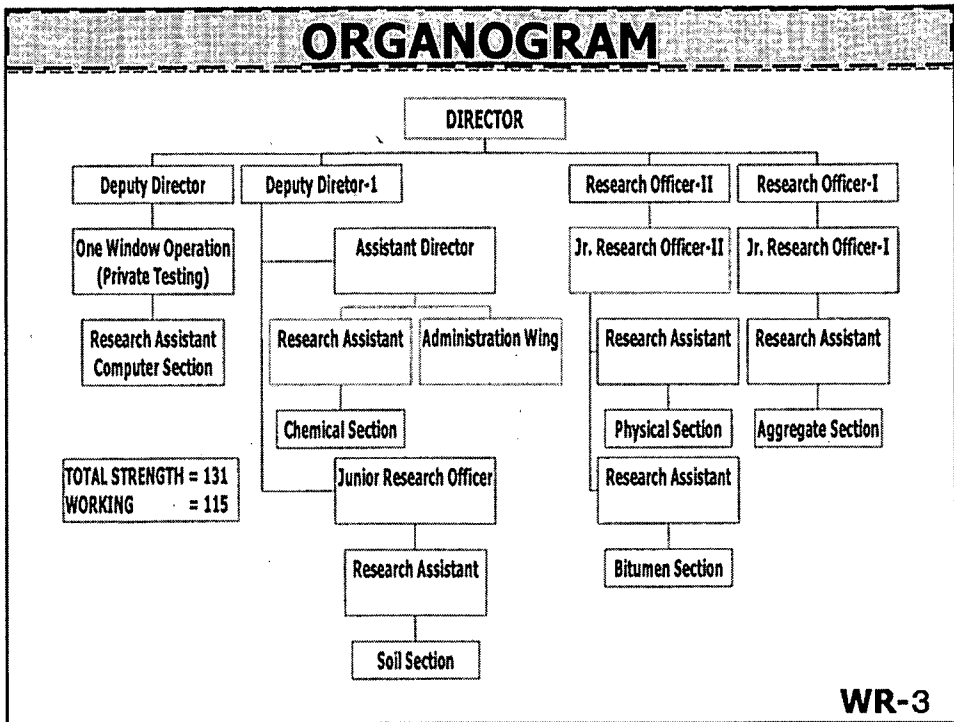 ORGANOGRAM
DIRECTOR
Deputy Director
Deputy Diretor-1
Research Officer-II
Research Officer-I
One Window Operation
(Private Testing)
Assistant Director
Jr. Research Officer-II
Jr. Research Officer-I
Research Assistant
Computer Section
Research Assistant
Administration Wing
Research Assistant
Research Assistant
Chemical Section
Physical Section
Aggregate Section
TOTAL STRENGTH = 131
WORKING = 115
Junior Research Officer
Research Assistant
Research Assistant
Bitumen Section
Soil Section
WR-3